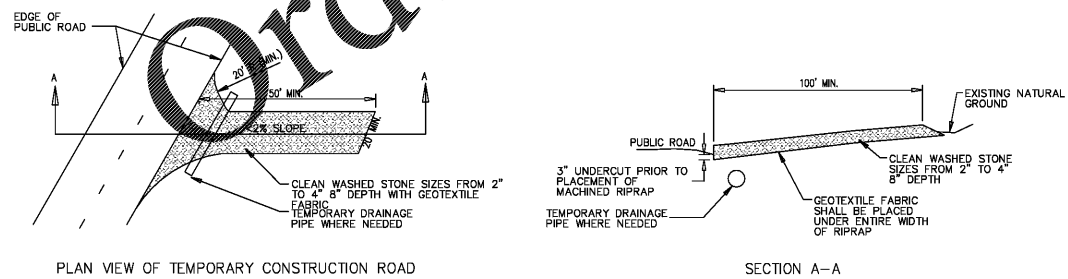 Ord
EDGE OF
PUBLIC ROAD
A
A
20' (MIN.)
50' MIN.
<2% SLOPE
20' MIN.
CLEAN WASHED STONE SIZES FROM 2"
TO 4" 8" DEPTH WITH GEOTEXTILE
FABRIC
TEMPORARY DRAINAGE
PIPE WHERE NEEDED
PLAN VIEW OF TEMPORARY CONSTRUCTION ROAD
100' MIN.
EXISTING NATURAL
GROUND
PUBLIC ROAD
3" UNDERCUT PRIOR TO
PLACEMENT OF
MACHINED RIPRAP
CLEAN WASHED STONE
SIZES FROM 2" TO 4"
8" DEPTH
TEMPORARY DRAINAGE
PIPE WHERE NEEDED
GEOTEXTILE FABRIC
SHALL BE PLACED
UNDER ENTIRE WIDTH
OF RIPRAP
SECTION A-A